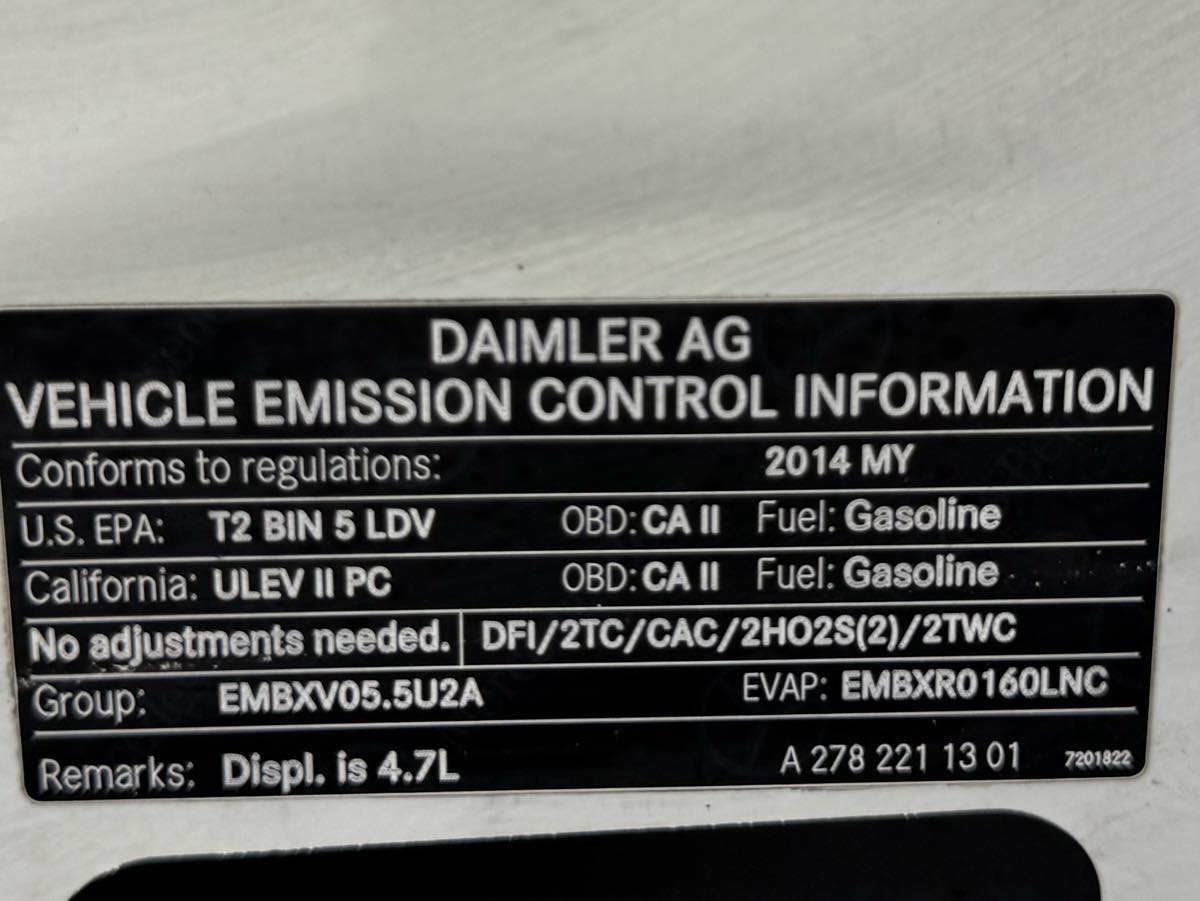 DAIMLER AG
VEHICLE EMISSION CONTROL INFORMATION
Conforms to regulations: 2014 MY
U.S. EPA: T2 BIN 5 LDV OBD: CA II Fuel: Gasoline
California: ULEV II PC OBD: CA II Fuel: Gasoline
No adjustments needed. DFI/2TC/CAC/2HO2S(2)/2TWC
Group: EMBXV05.5U2A EVAP: EMBXR0160LNC
Remarks: Displ. is 4.7L A 278 221 13 01 7201822